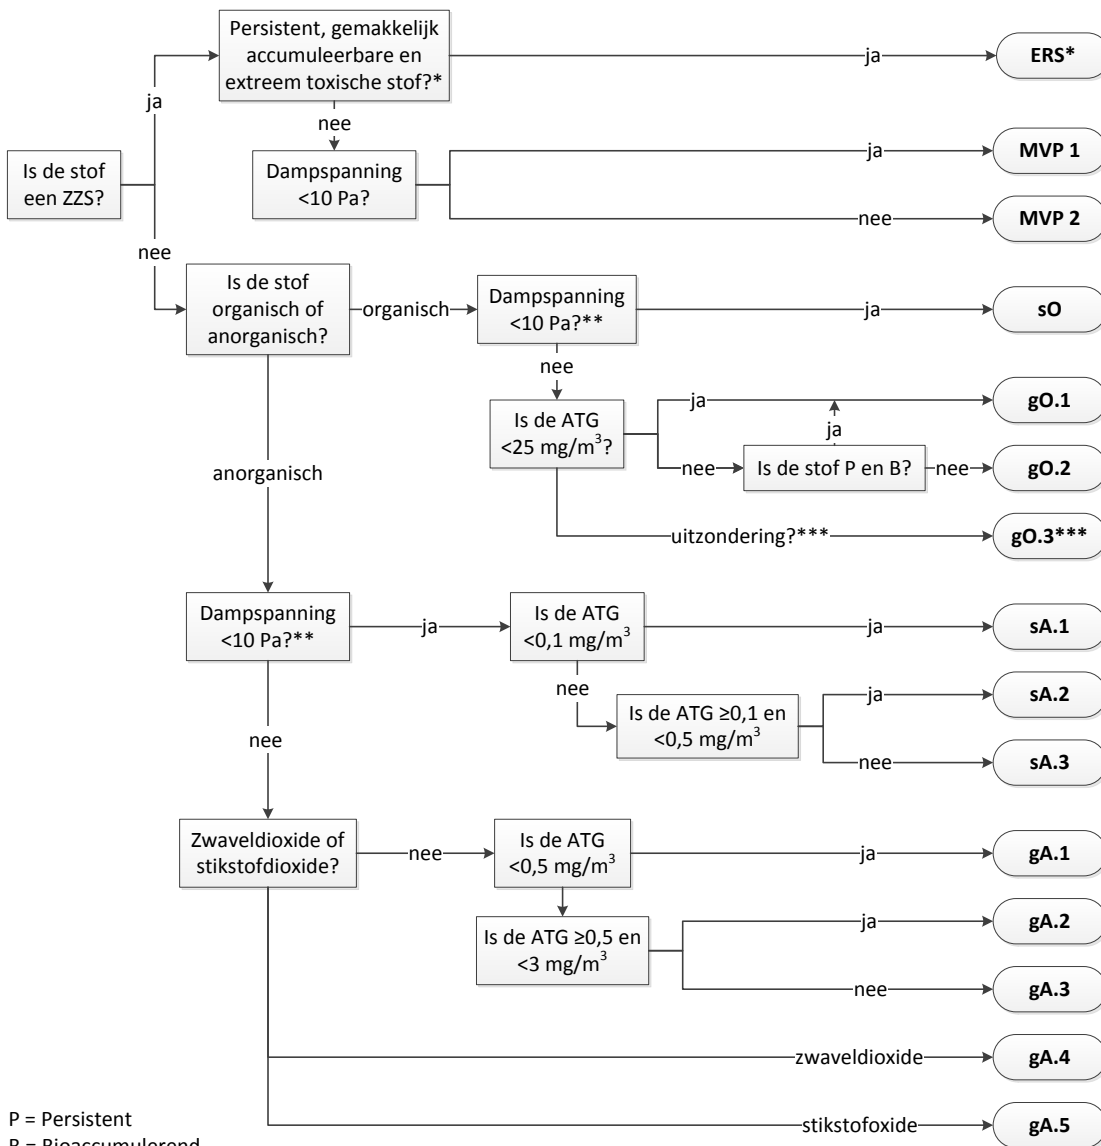 Persistent, gemakkelijk
accumuleerbare en
extreem toxische stof?*
ja
ERS*
ja
nee
Is de stof
een ZZS?
Dampspanning
<10 Pa?
ja
MVP 1
nee
MVP 2
nee
Is de stof
organisch of
anorganisch?
organisch
Dampspanning
<10 Pa?**
ja
sO
nee
Is de ATG
<25 mg/m³?
ja
gO.1
ja
nee
Is de stof P en B?
nee
gO.2
anorganisch
uitzondering?***
gO.3***
Dampspanning
<10 Pa?**
ja
Is de ATG
<0,1 mg/m³
ja
sA.1
nee
Is de ATG ≥0,1 en
<0,5 mg/m³
ja
sA.2
nee
sA.3
nee
Zwaveldioxide of
stikstofdioxide?
nee
Is de ATG
<0,5 mg/m³
ja
gA.1
Is de ATG ≥0,5 en
<3 mg/m³
ja
gA.2
nee
gA.3
zwaveldioxide
gA.4
stikstofoxide
gA.5
P = Persistent
B = Bioaccumulerend